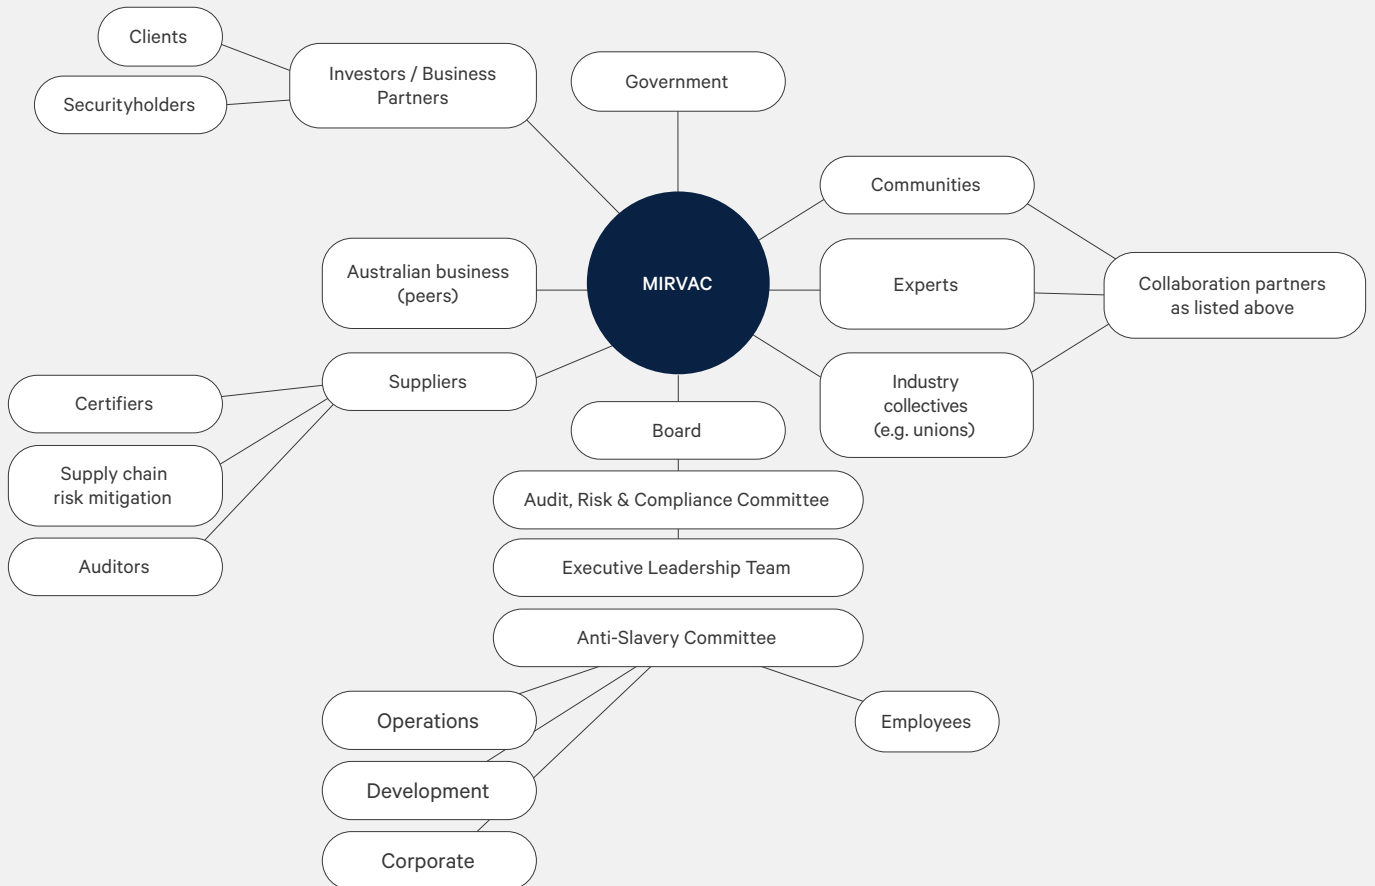 Clients
Securityholders
Investors / Business
Partners
Government
Communities
Experts
Industry
collectives
(e.g. unions)
Collaboration partners
as listed above
MIRVAC
Australian business
(peers)
Suppliers
Certifiers
Supply chain
risk mitigation
Auditors
Board
Audit, Risk & Compliance Committee
Executive Leadership Team
Anti-Slavery Committee
Operations
Development
Corporate
Employees